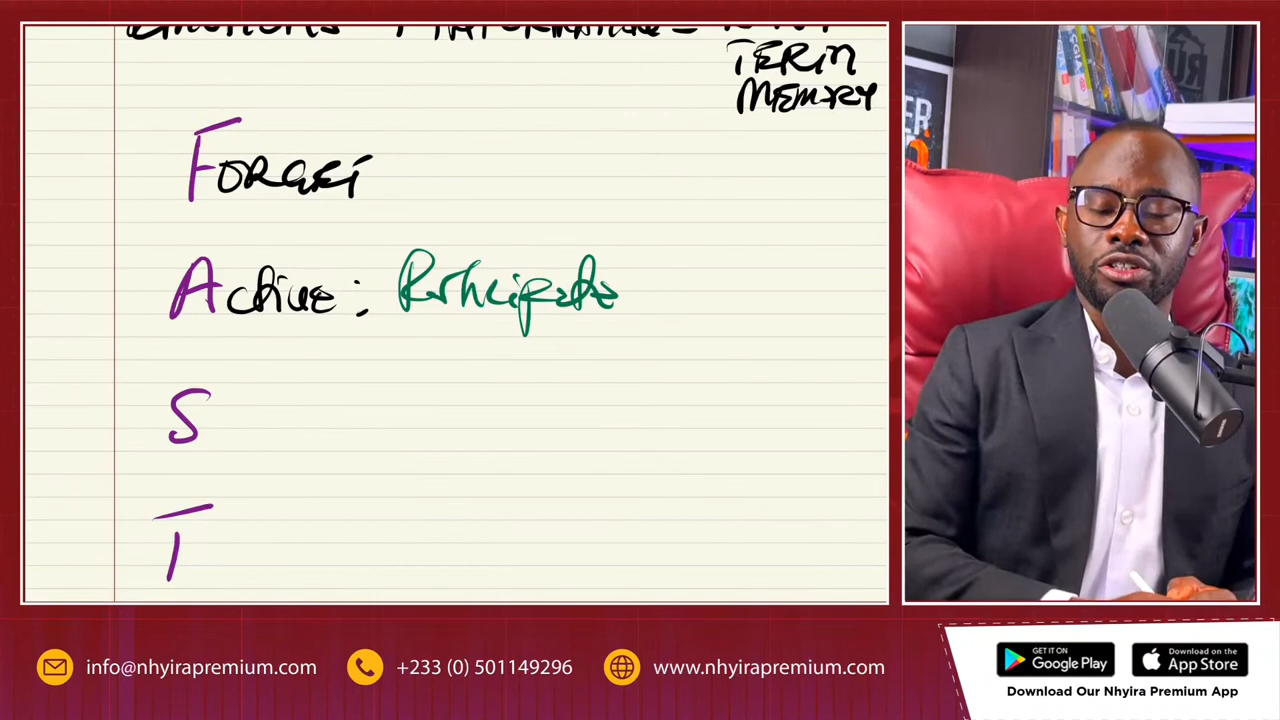 TERM
MEMORY
FORGET
Active: Participate
S
T
info@nhyirapremium.com
+233 (0) 501149296
www.nhyirapremium.com
GET IT ON
Google Play
Download on the
App Store
Download Our Nhyira Premium App